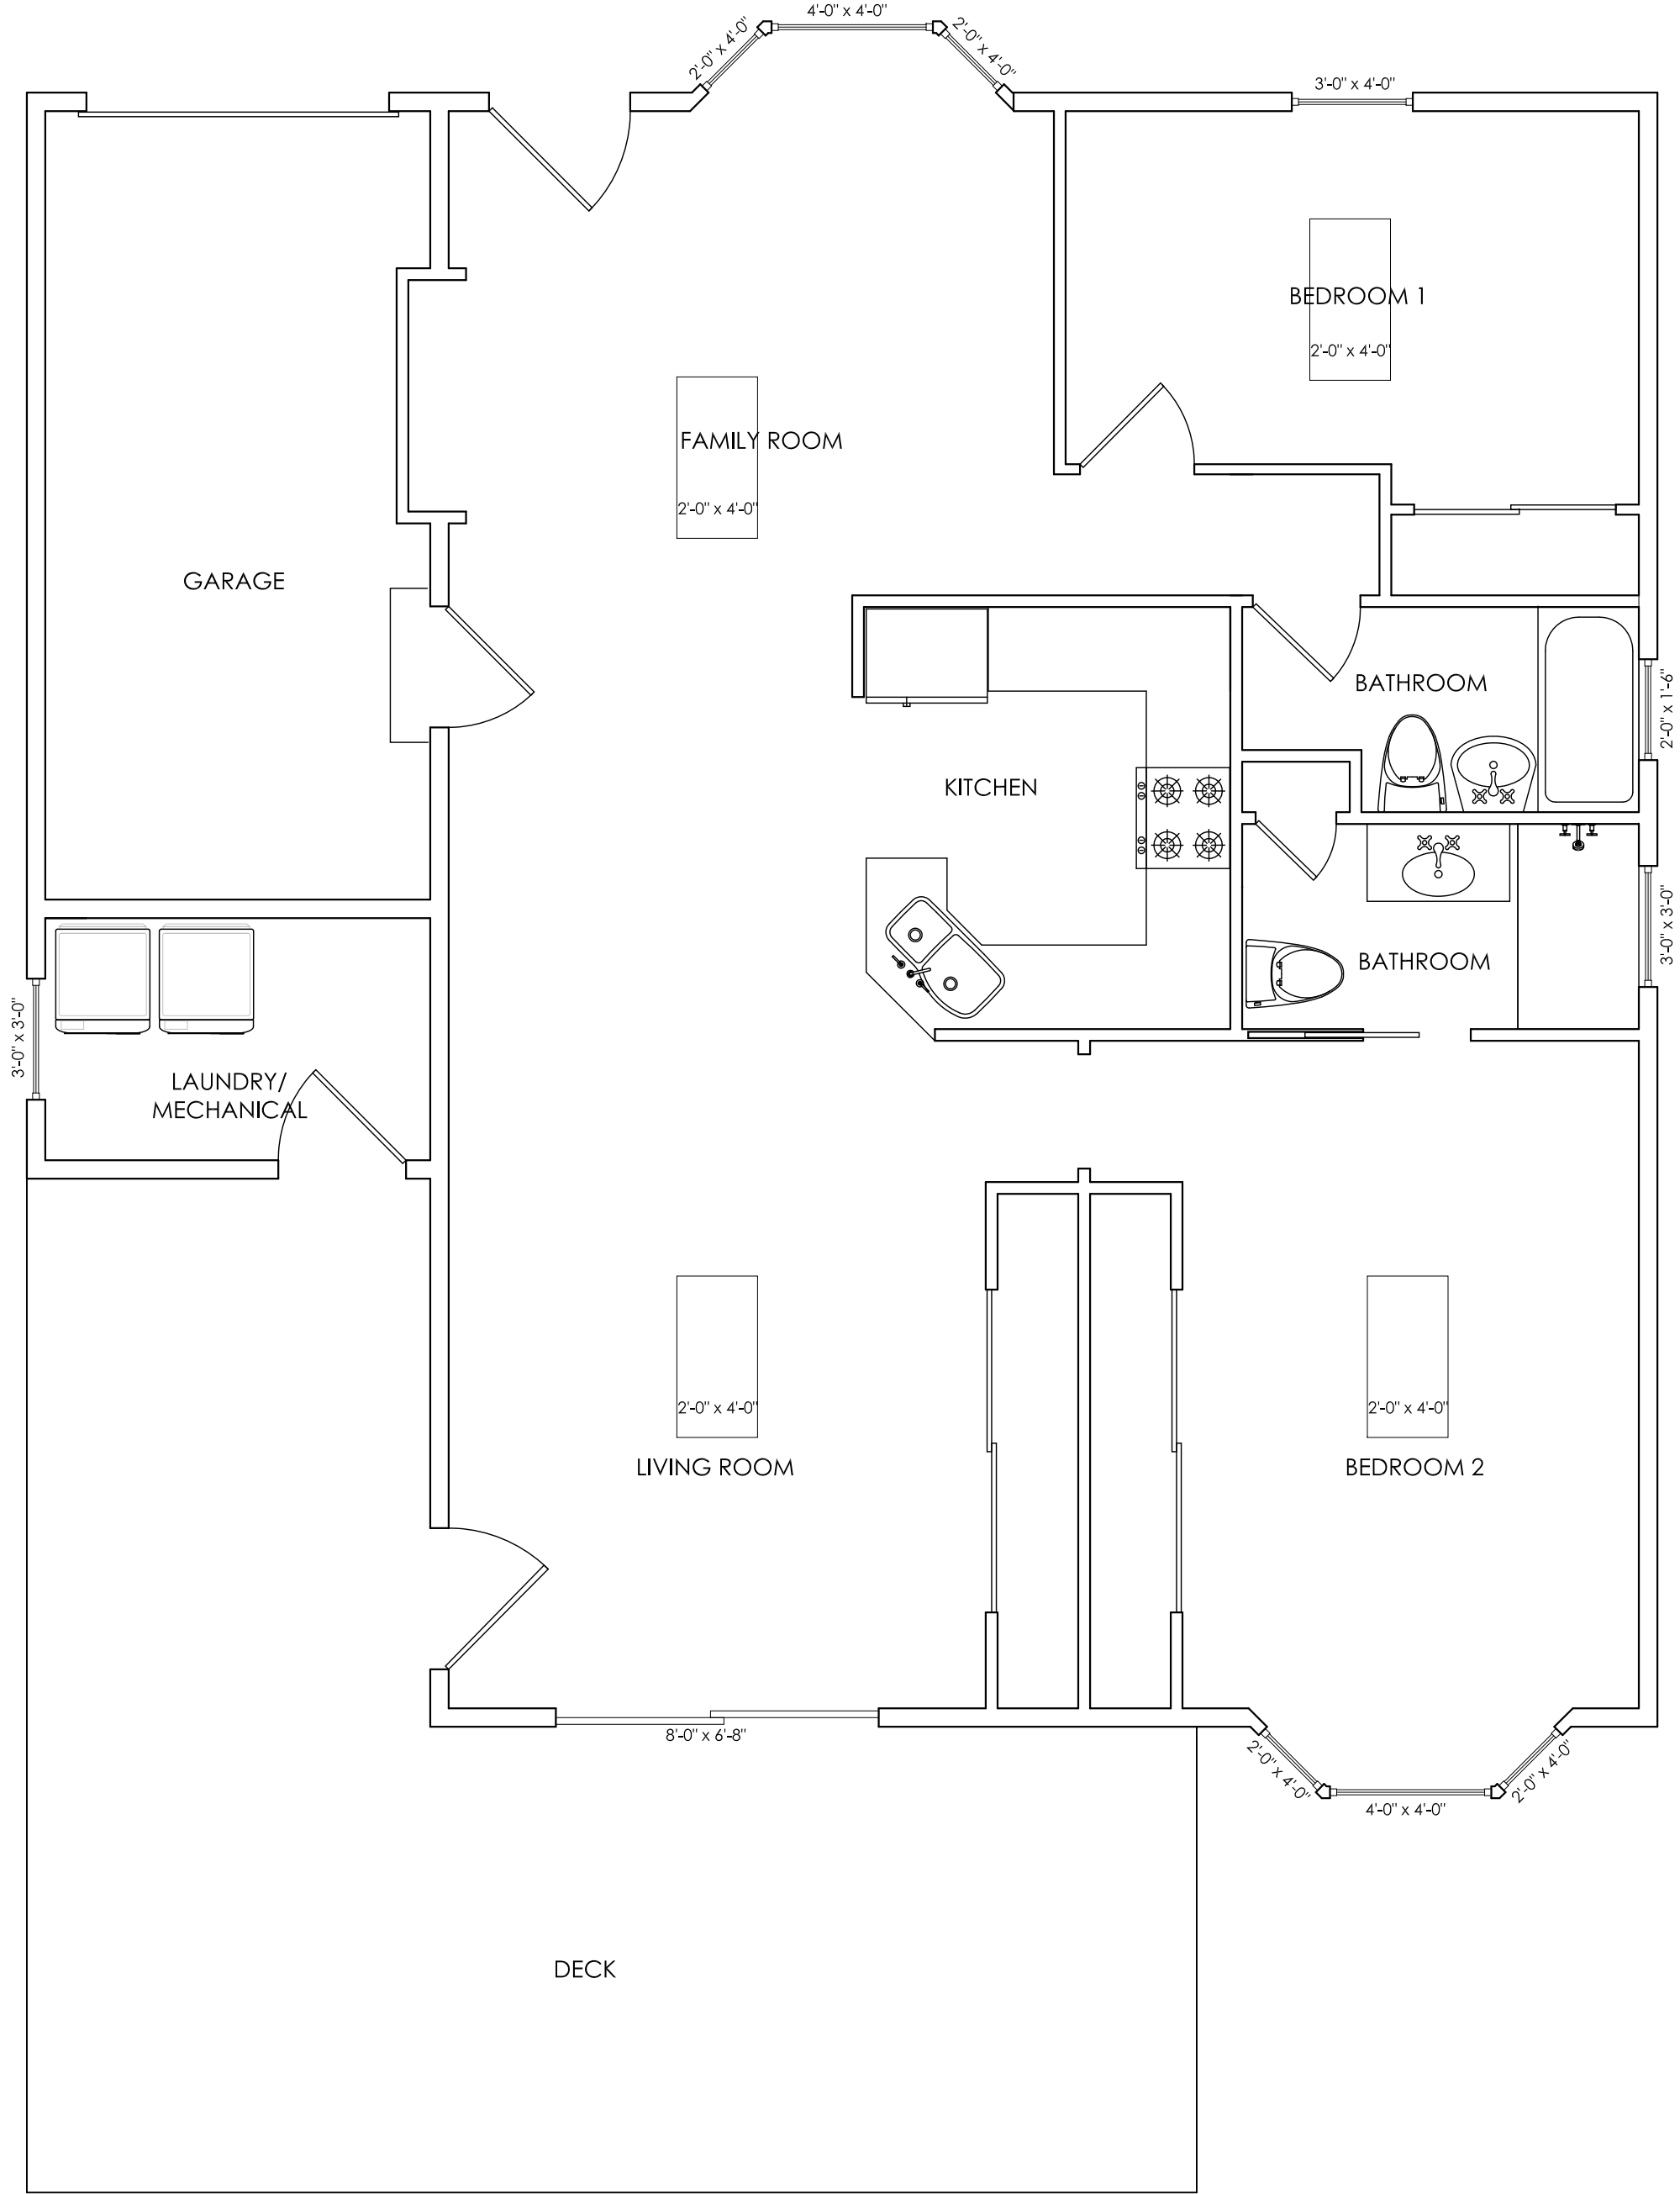 4'-0" x 4'-0"
2'-0" x 4'-0"
2'-0" x 4'-0"
3'-0" x 4'-0"
BEDROOM 1
2'-0" x 4'-0"
FAMILY ROOM
2'-0" x 4'-0"
GARAGE
BATHROOM
2'-0" x 1'-6"
KITCHEN
BATHROOM
3'-0" x 3'-0"
3'-0" x 3'-0"
LAUNDRY/
MECHANICAL
2'-0" x 4'-0"
2'-0" x 4'-0"
LIVING ROOM
BEDROOM 2
8'-0" x 6'-8"
2'-0" x 4'-0"
2'-0" x 4'-0"
4'-0" x 4'-0"
DECK